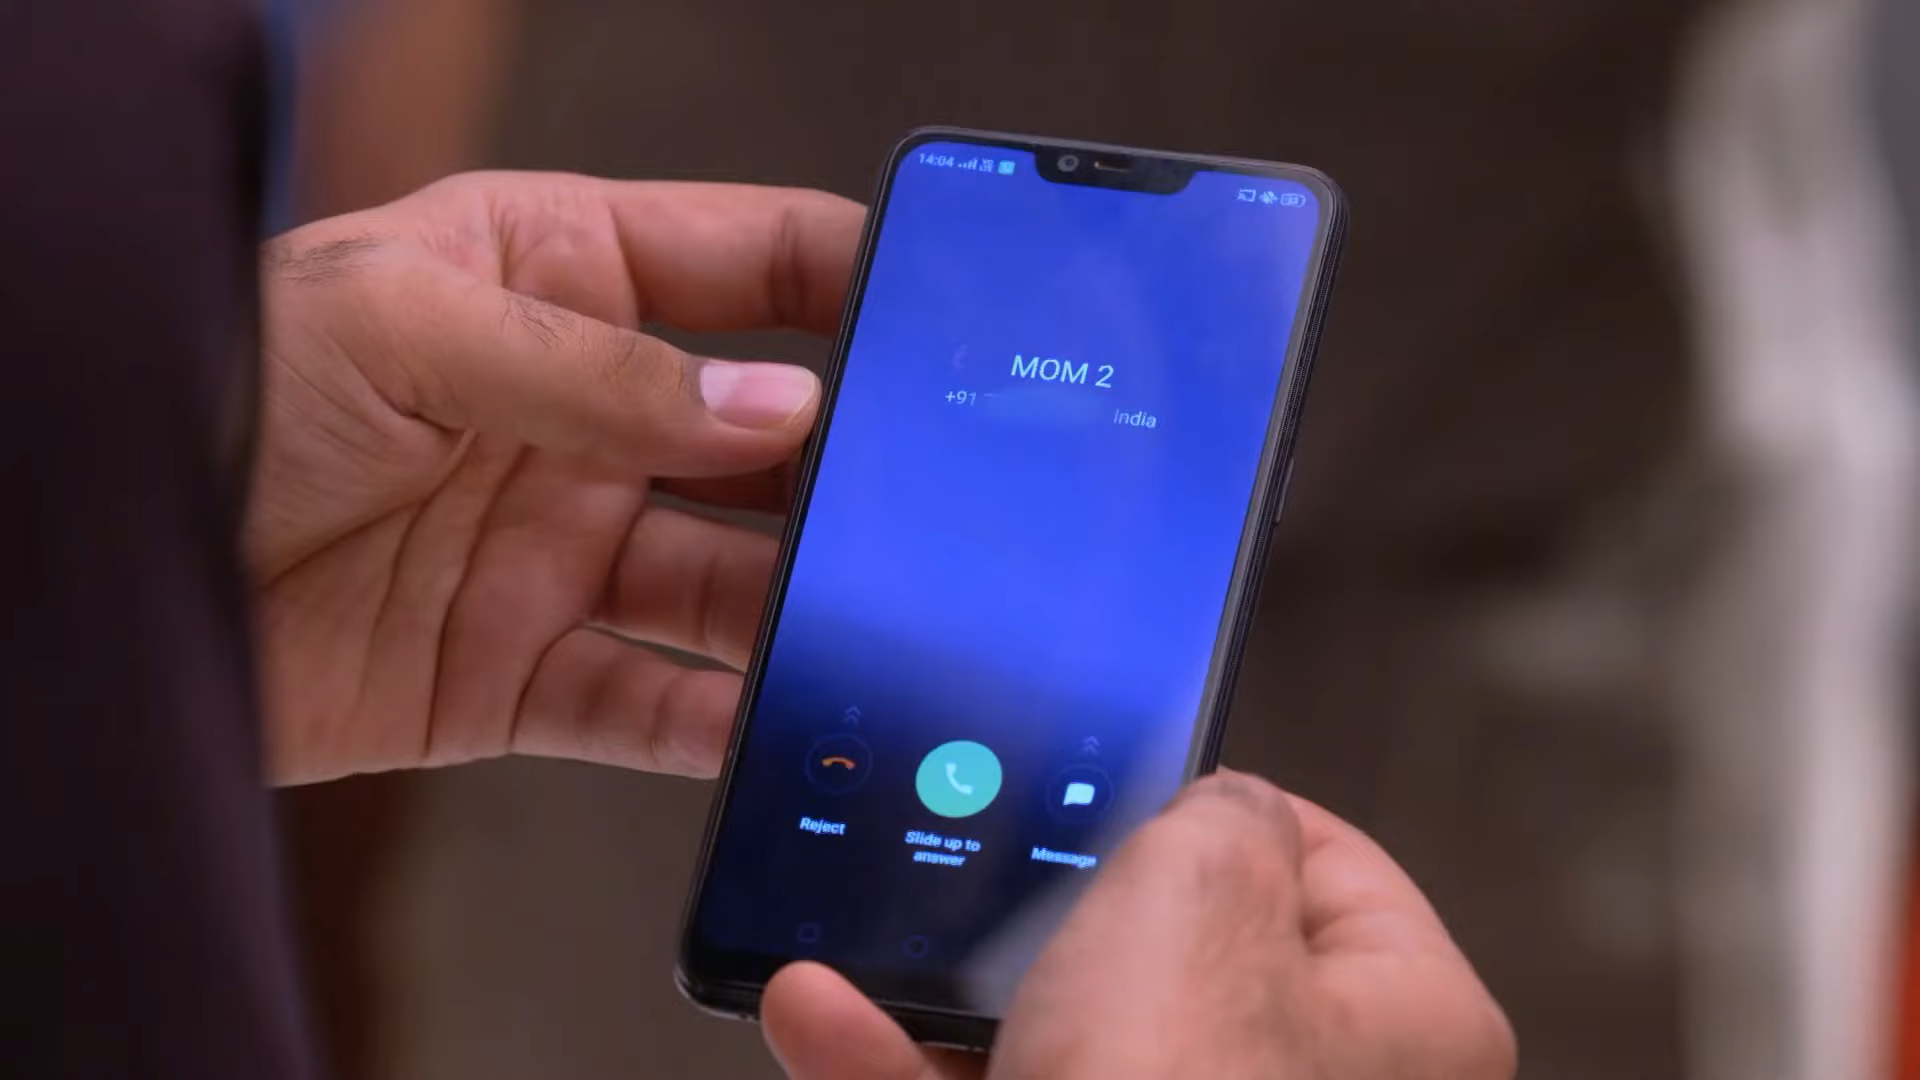 14:04
MOM 2
+91
India
Reject
Slide up to
answer
Message